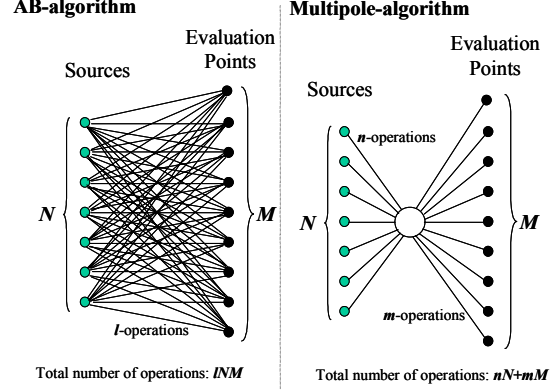 AB-algorithm
Sources
Evaluation
Points
N
M
l-operations
Total number of operations: lNM
Multipole-algorithm
Evaluation
Points
Sources
n-operations
N
M
m-operations
Total number of operations: nN+mM